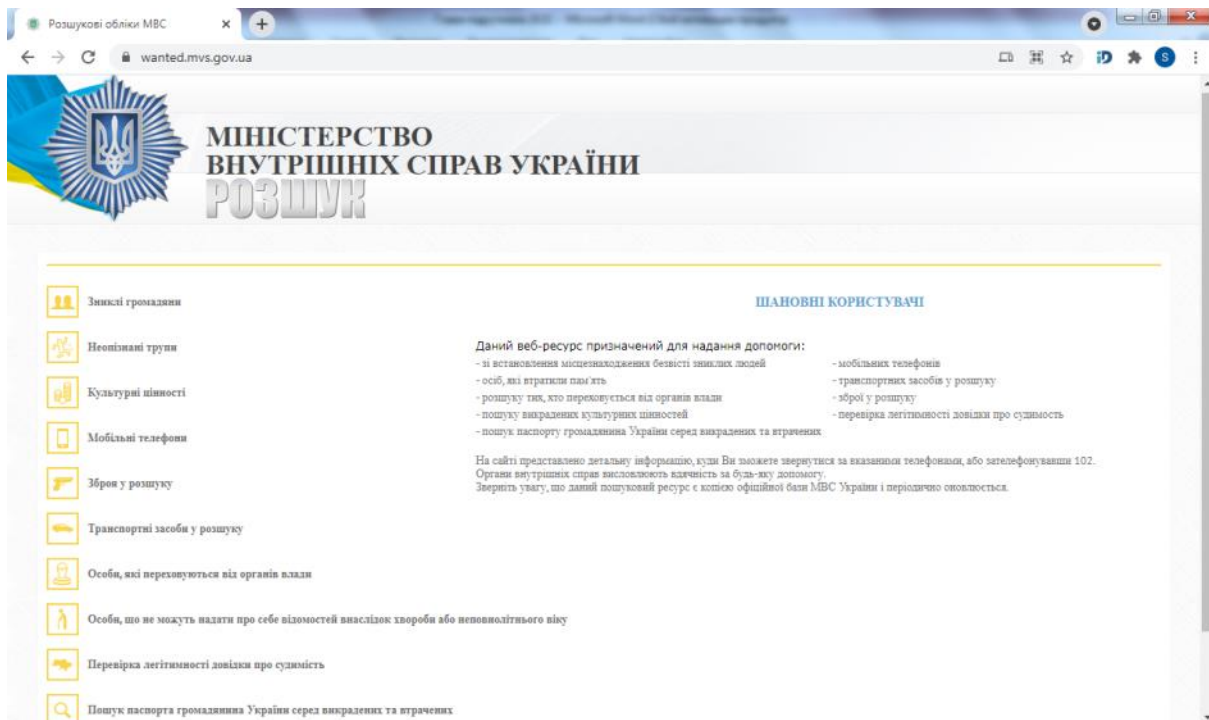 Розшукові обліки МВС
wanted.mvs.gov.ua
S
МІНІСТЕРСТВО
ВНУТРІШНІХ СПРАВ УКРАЇНИ
РОЗШУК
Зниклі громадяни
Неопізнані трупи
Культурні цінності
Мобільні телефони
Зброя у розшуку
Транспортні засоби у розшуку
Особи, які переховуються від органів влади
Особи, що не можуть надати про себе відомостей внаслідок хвороби або неповнолітнього віку
Перевірка легітимності довідки про судимість
Пошук паспорта громадянина України серед викрадених та втрачених
ШАНОВНІ КОРИСТУВАЧІ
Даний веб-ресурс призначений для надання допомоги:
- зі встановлення місцезнаходження безвісті зниклих людей
- осіб, які втратили пам'ять
- розшуку тих, хто переховується від органів влади
- пошуку викрадених культурних цінностей
- пошук паспорту громадянина України серед викрадених та втрачених
- мобільних телефонів
- транспортних засобів у розшуку
- зброї у розшуку
- перевірка легітимності довідки про судимость
На сайті представлено детальну інформацію, куди Ви зможете звернутися за вказаними телефонами, або зателефонувавши 102.
Органи внутрішніх справ висловлюють вдячність за будь-яку допомогу.
Зверніть увагу, що даний пошуковий ресурс є копією офіційної бази МВС України і періодично оновлюється.